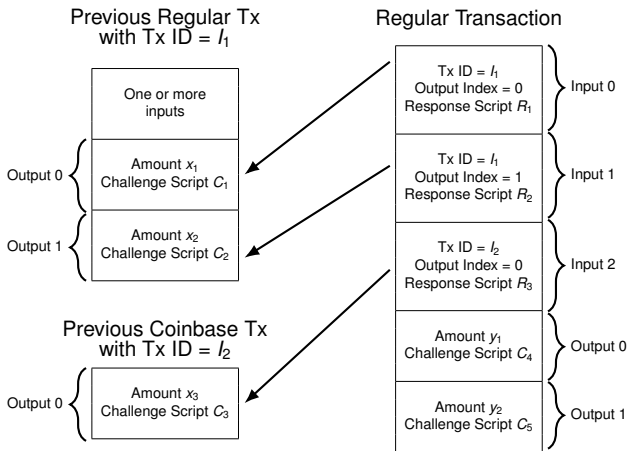 Previous Regular Tx
with Tx ID = I₁
One or more
inputs
Output 0
Amount x₁
Challenge Script C₁
Output 1
Amount x₂
Challenge Script C₂
Previous Coinbase Tx
with Tx ID = I₂
Output 0
Amount x₃
Challenge Script C₃
Regular Transaction
Tx ID = I₁
Output Index = 0
Response Script R₁
Input 0
Tx ID = I₁
Output Index = 1
Response Script R₂
Input 1
Tx ID = I₂
Output Index = 0
Response Script R₃
Input 2
Amount y₁
Challenge Script C₄
Output 0
Amount y₂
Challenge Script C₅
Output 1